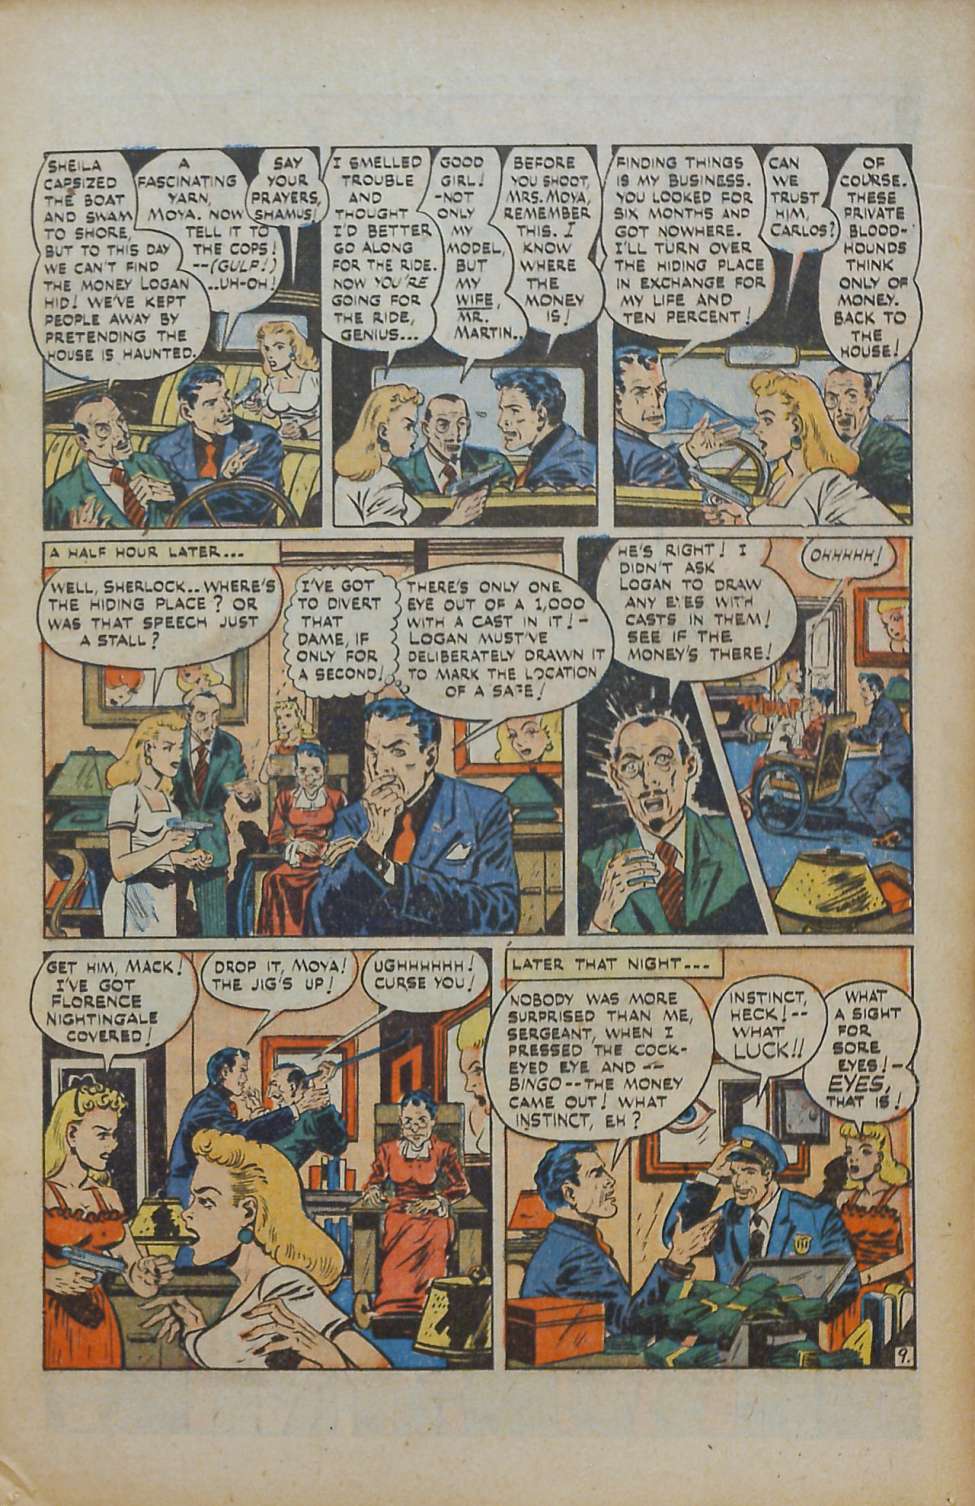 SHEILA
CAPSIZED
THE BOAT
AND SWAM
TO SHORE,
BUT TO THIS DAY
WE CAN'T FIND
THE MONEY LOGAN
HID! WE'VE KEPT
PEOPLE AWAY BY
PRETENDING THE
HOUSE IS HAUNTED.
A
FASCINATING
YARN,
MOYA. NOW
TELL IT TO
THE COPS!
--(GULP!)
..UH-OH!
SAY
YOUR
PRAYERS,
SHAMUS!
I SMELLED
TROUBLE
AND
THOUGHT
I'D BETTER
GO ALONG
FOR THE RIDE.
NOW YOU'RE
GOING FOR
THE RIDE,
GENIUS...
GOOD
GIRL!
-NOT
ONLY
MY
MODEL,
BUT
MY
WIFE,
MR.
MARTIN..
BEFORE
YOU SHOOT,
MRS. MOYA,
REMEMBER
THIS. I
KNOW
WHERE
THE
MONEY
IS!
FINDING THINGS
IS MY BUSINESS.
YOU LOOKED FOR
SIX MONTHS AND
GOT NOWHERE.
I'LL TURN OVER
THE HIDING PLACE
IN EXCHANGE FOR
MY LIFE AND
TEN PERCENT!
CAN
WE
TRUST
HIM,
CARLOS?
OF
COURSE.
THESE
PRIVATE
BLOOD-
HOUNDS
THINK
ONLY OF
MONEY.
BACK TO
THE
HOUSE!
A HALF HOUR LATER...
WELL, SHERLOCK.. WHERE'S
THE HIDING PLACE? OR
WAS THAT SPEECH JUST
A STALL?
I'VE GOT
TO DIVERT
THAT
DAME, IF
ONLY FOR
A SECOND!
THERE'S ONLY ONE
EYE OUT OF A 1,000
WITH A CAST IN IT!-
LOGAN MUST'VE
DELIBERATELY DRAWN IT
TO MARK THE LOCATION
OF A SAFE!
HE'S RIGHT! I
DIDN'T ASK
LOGAN TO DRAW
ANY EYES WITH
CASTS IN THEM!
SEE IF THE
MONEY'S THERE!
OHHHHH!
THUMP
GET HIM, MACK!
I'VE GOT
FLORENCE
NIGHTINGALE
COVERED!
DROP IT, MOYA!
THE JIG'S UP!
UGHHHHHH!
CURSE YOU!
LATER THAT NIGHT---
NOBODY WAS MORE
SURPRISED THAN ME,
SERGEANT, WHEN I
PRESSED THE COCK-
EYED EYE AND --
BINGO--THE MONEY
CAME OUT! WHAT
INSTINCT, EH?
INSTINCT,
HECK!--
WHAT
LUCK!!
WHAT
A SIGHT
FOR
SORE
EYES!-
EYES,
THAT IS!
9.